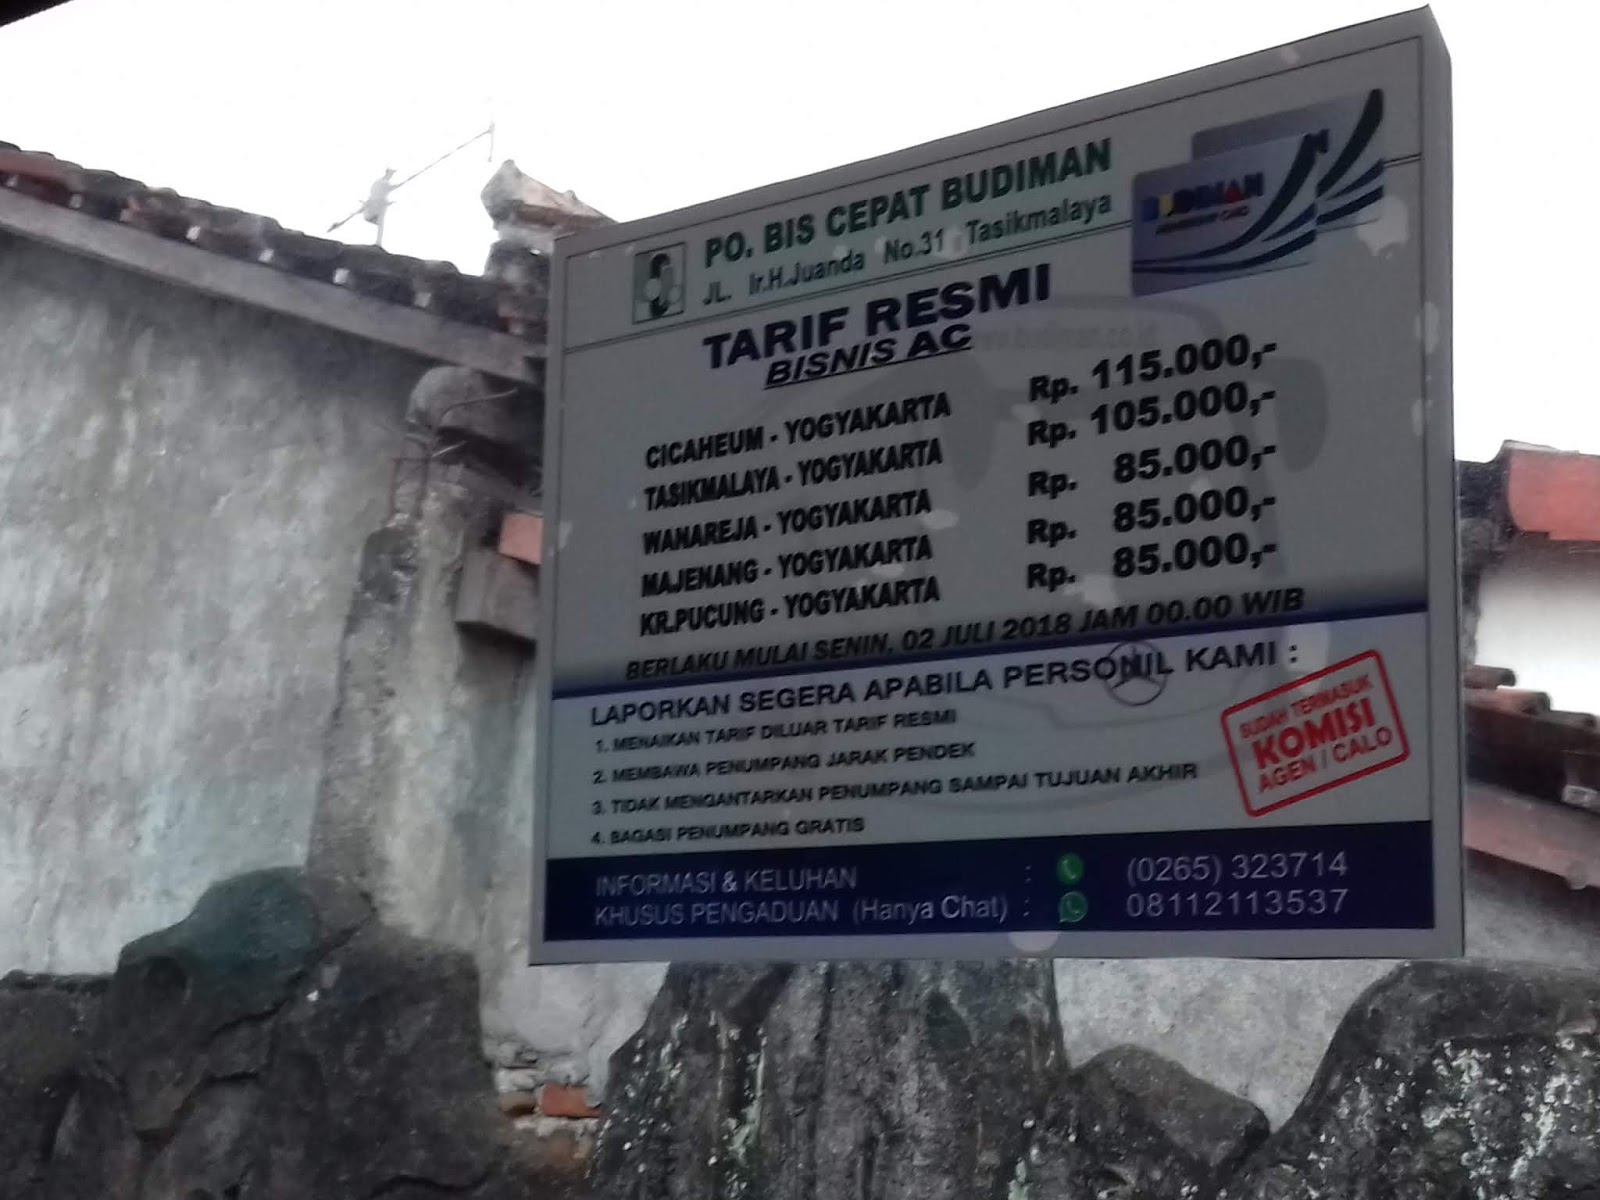 PO. BIS CEPAT BUDIMAN
JL. Ir.H.Juanda No.31 Tasikmalaya
BUDIMAN
TARIF RESMI
BISNIS AC
CICAHEUM - YOGYAKARTA Rp. 115.000,-
TASIKMALAYA - YOGYAKARTA Rp. 105.000,-
WANAREJA - YOGYAKARTA Rp. 85.000,-
MAJENANG - YOGYAKARTA Rp. 85.000,-
KR.PUCUNG - YOGYAKARTA Rp. 85.000,-
BERLAKU MULAI SENIN, 02 JULI 2018 JAM 00.00 WIB
LAPORKAN SEGERA APABILA PERSONIL KAMI :
1. MENAIKAN TARIF DILUAR TARIF RESMI
2. MEMBAWA PENUMPANG JARAK PENDEK
3. TIDAK MENGANTARKAN PENUMPANG SAMPAI TUJUAN AKHIR
4. BAGASI PENUMPANG GRATIS
SUDAH TERMASUK
KOMISI
AGEN / CALO
INFORMASI & KELUHAN : (0265) 323714
KHUSUS PENGADUAN (Hanya Chat) : 08112113537